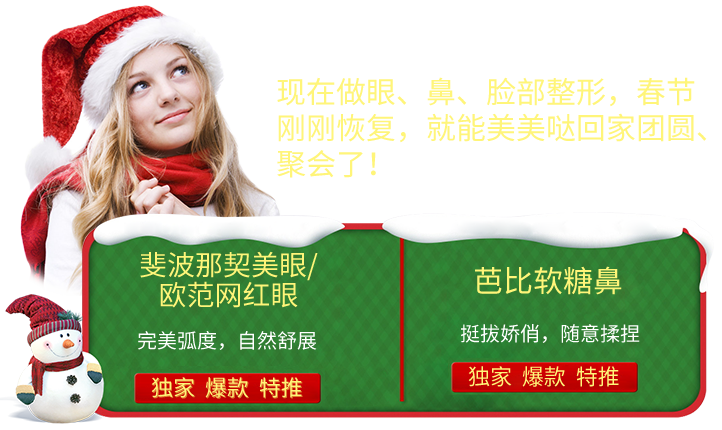 现在做眼、鼻、脸部整形，春节
刚刚恢复，就能美美哒回家团圆、
聚会了！
斐波那契美眼/
欧范网红眼
完美弧度，自然舒展
独家 爆款 特推
芭比软糖鼻
挺拔娇俏，随意揉捏
独家 爆款 特推